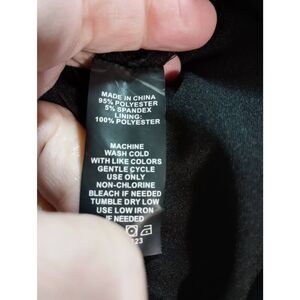 MADE IN CHINA
95% POLYESTER
5% SPANDEX
LINING:
100% POLYESTER
MACHINE
WASH COLD
WITH LIKE COLORS
GENTLE CYCLE
USE ONLY
NON-CHLORINE
BLEACH IF NEEDED
TUMBLE DRY LOW
USE LOW IRON
IF NEEDED
123